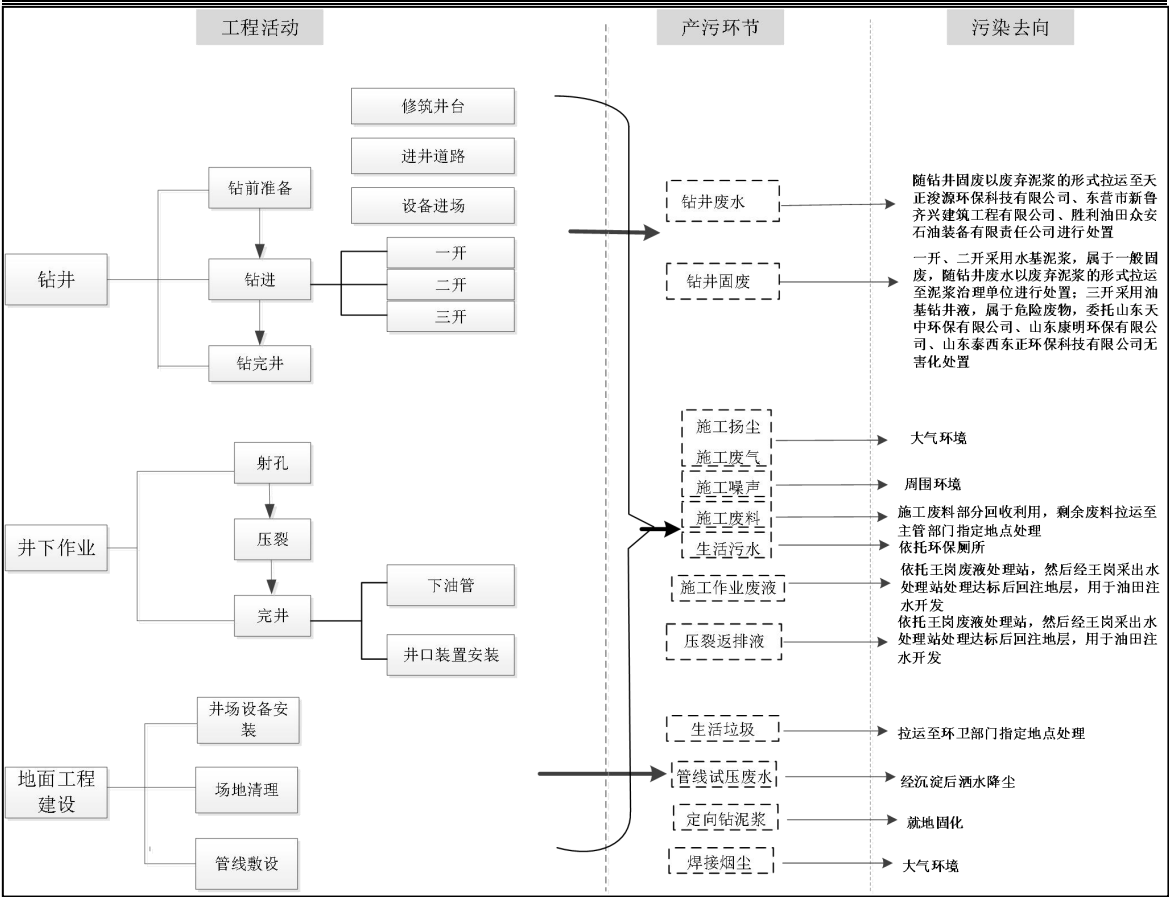 工程活动
产污环节
污染去向
修筑井台
进井道路
设备进场
钻前准备
钻井
钻进
一开
二开
三开
钻完井
钻井废水
随钻井固废以废弃泥浆的形式拉运至天
正浚源环保科技有限公司、东营市新鲁
齐兴建筑工程有限公司、胜利油田众安
石油装备有限责任公司进行处置
钻井固废
一开、二开采用水基泥浆，属于一般固
废，随钻井废水以废弃泥浆的形式拉运
至泥浆治理单位进行处置；三开采用油
基钻井液，属于危险废物，委托山东天
中环保有限公司、山东康明环保有限公
司、山东泰西东正环保科技有限公司无
害化处置
射孔
井下作业
压裂
完井
下油管
井口装置安装
施工扬尘
施工废气
大气环境
施工噪声
周围环境
施工废料
施工废料部分回收利用，剩余废料拉运至
主管部门指定地点处理
生活污水
依托环保厕所
施工作业废液
依托王岗废液处理站，然后经王岗采出水
处理站处理达标后回注地层，用于油田注
水开发
压裂返排液
依托王岗废液处理站，然后经王岗采出水
处理站处理达标后回注地层，用于油田注
水开发
井场设备安
装
地面工程
建设
场地清理
管线敷设
生活垃圾
拉运至环卫部门指定地点处理
管线试压废水
经沉淀后洒水降尘
定向钻泥浆
就地固化
焊接烟尘
大气环境